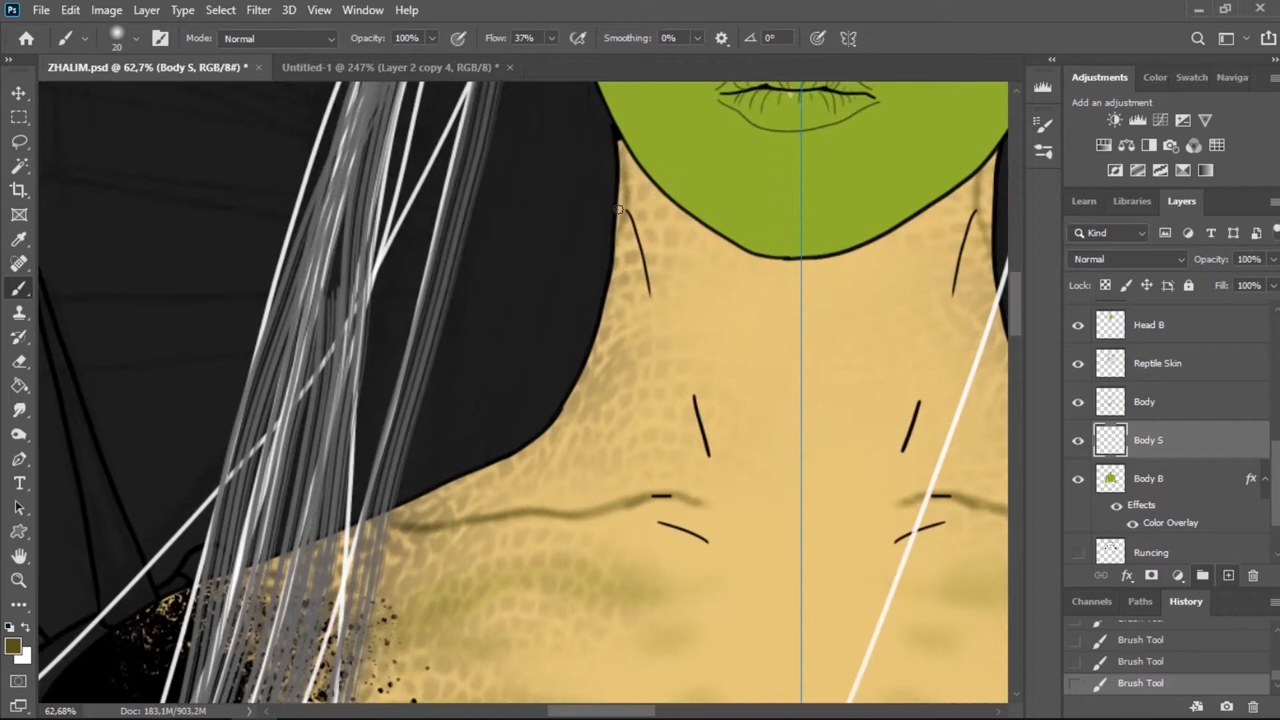 Ps File Edit Image Layer Type Select Filter 3D View Window Help
20 Mode: Normal Opacity: 100% Flow: 37% Smoothing: 0% 0°
ZHALIM.psd @ 62,7% (Body S, RGB/8#) * × Untitled-1 @ 247% (Layer 2 copy 4, RGB/8) * ×
Adjustments Color Swatch Naviga
Add an adjustment
Learn Libraries Layers
Kind
Normal Opacity: 100%
Lock: Fill: 100%
Head B
Reptile Skin
Body
Body S
Body B fx
Effects
Color Overlay
Runcing
fx
Channels Paths History
Brush Tool
Brush Tool
Brush Tool
62,68% Doc: 183,1M/903,2M